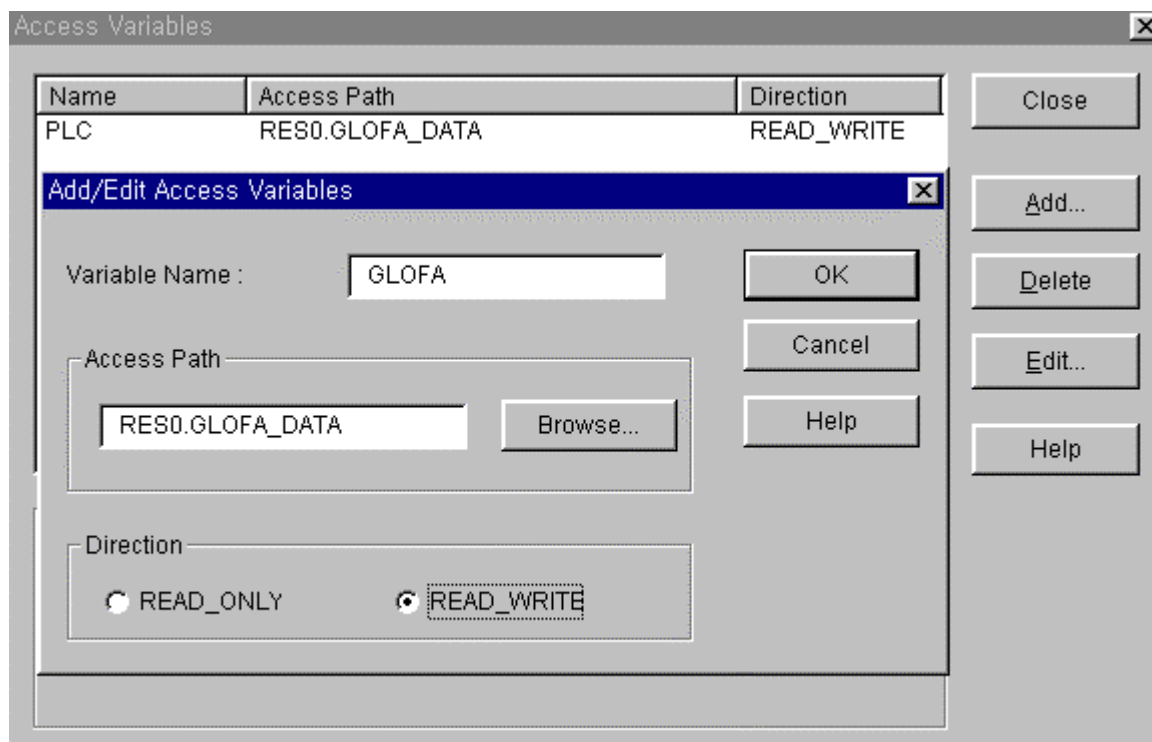 Access Variables
Name Access Path Direction
PLC RES0.GLOFA_DATA READ_WRITE
Add/Edit Access Variables
Variable Name : GLOFA
Access Path
RES0.GLOFA_DATA Browse...
Direction
READ_ONLY READ_WRITE
OK
Cancel
Help
Close
Add...
Delete
Edit...
Help